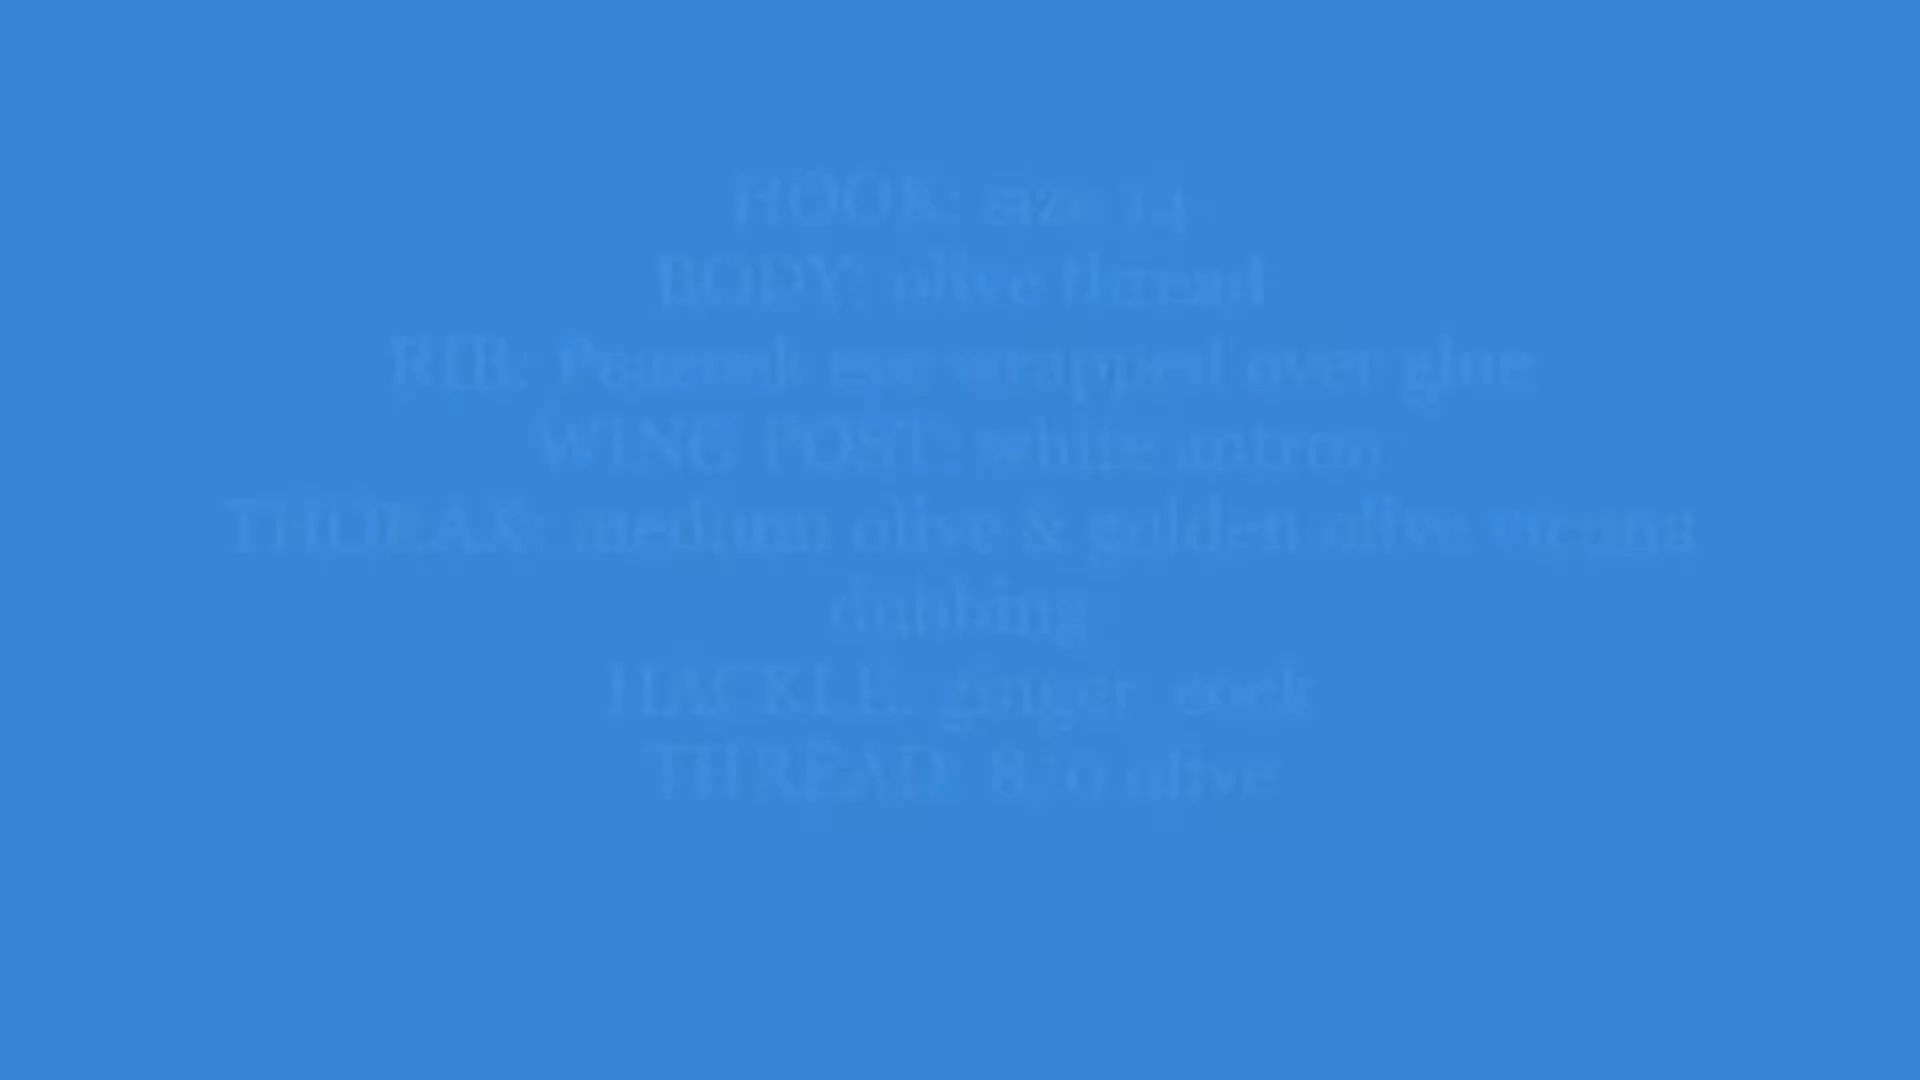 HOOK: size 14
BODY: olive thread
RIB: Peacock eye wrapped over glue
WING POST: white antron
THORAX: medium olive & golden olive
dubbing
HACKLE: ginger cock
THREAD: 8/0 olive